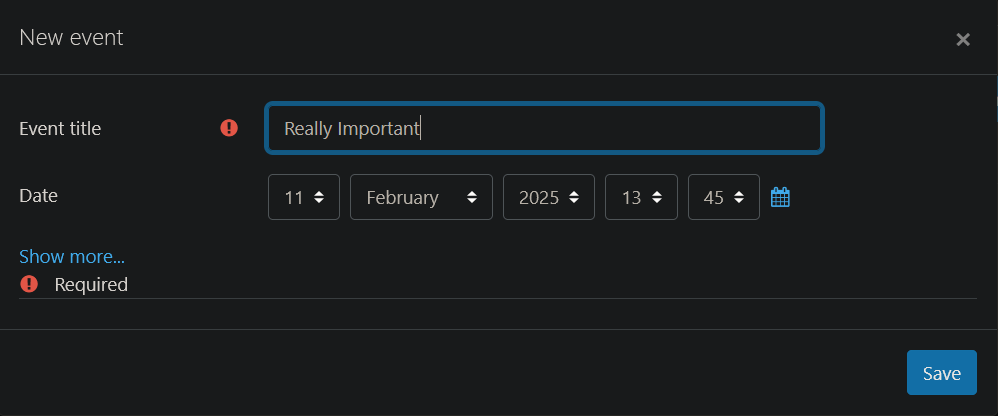 New event
Event title Really Important
Date 11 February 2025 13 45
Show more...
Required
Save